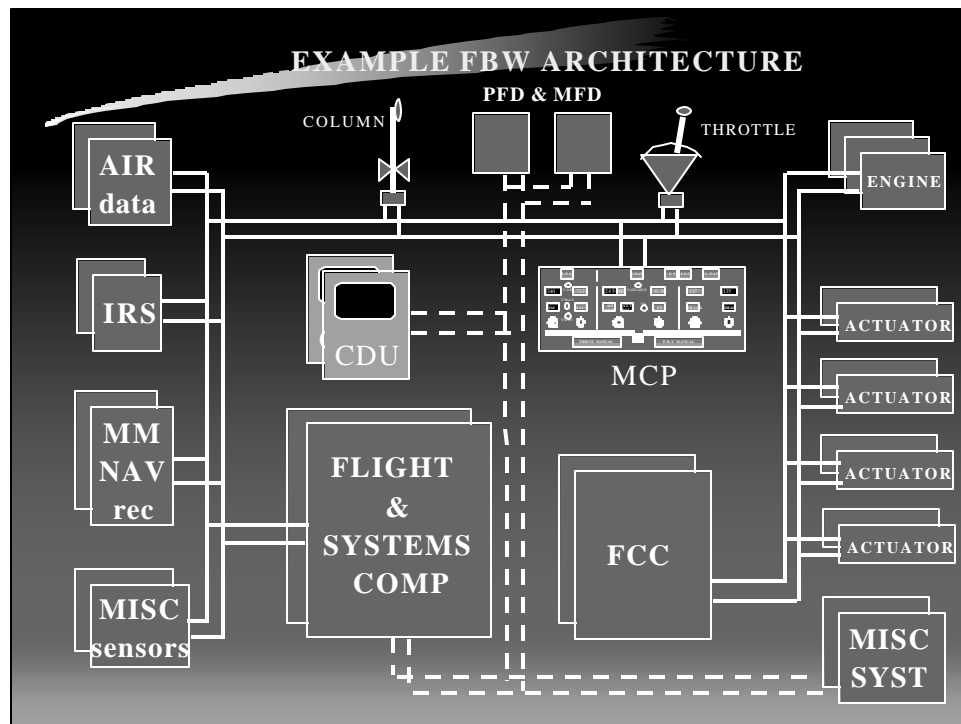 EXAMPLE FBW ARCHITECTURE
PFD & MFD
COLUMN
THROTTLE
AIR
data
ENGINE
IRS
CDU
MCP
ACTUATOR
ACTUATOR
ACTUATOR
ACTUATOR
MM
NAV
rec
FLIGHT
&
SYSTEMS
COMP
FCC
MISC
sensors
MISC
SYST